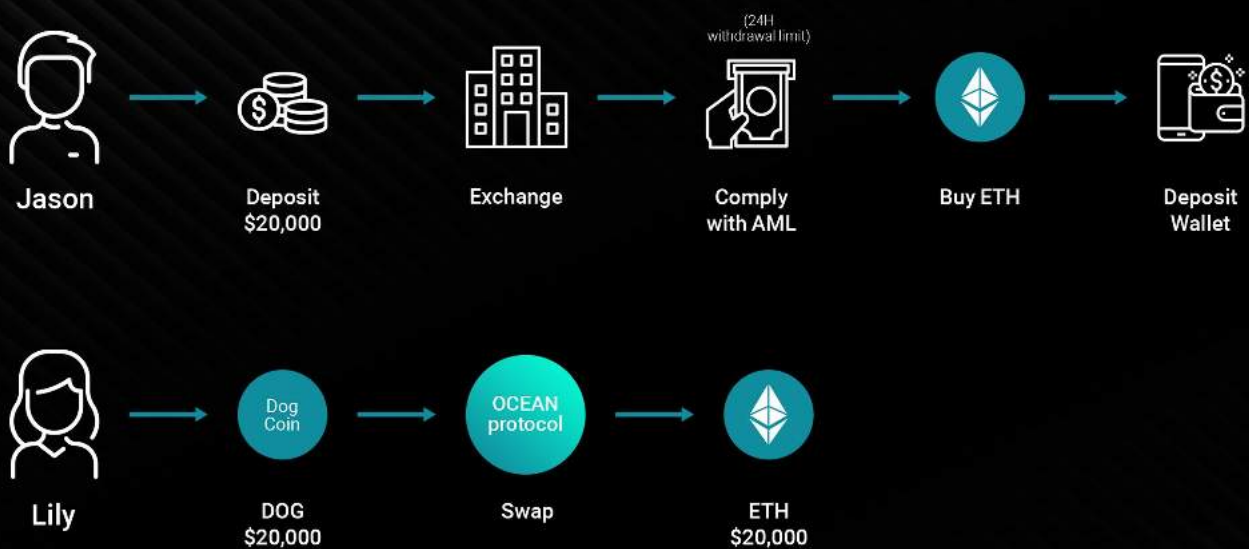 (24H
withdrawal limit)
Jason
Deposit
$20,000
Exchange
Comply
with AML
Buy ETH
Deposit
Wallet
Dog
Coin
OCEAN
protocol
Lily
DOG
$20,000
Swap
ETH
$20,000